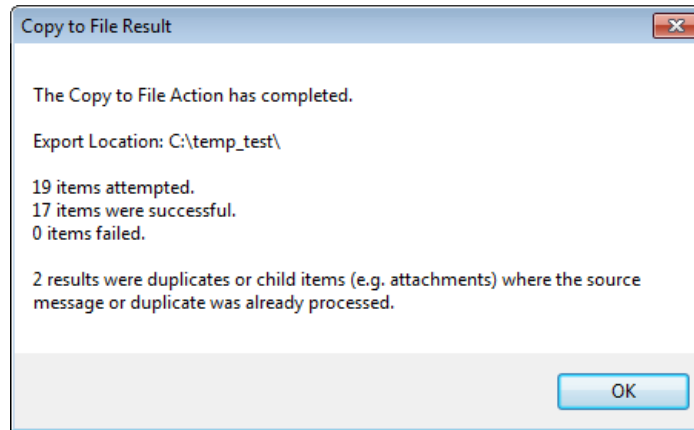 Copy to File Result
The Copy to File Action has completed.
Export Location: C:\temp_test\
19 items attempted.
17 items were successful.
0 items failed.
2 results were duplicates or child items (e.g. attachments) where the source
message or duplicate was already processed.
OK